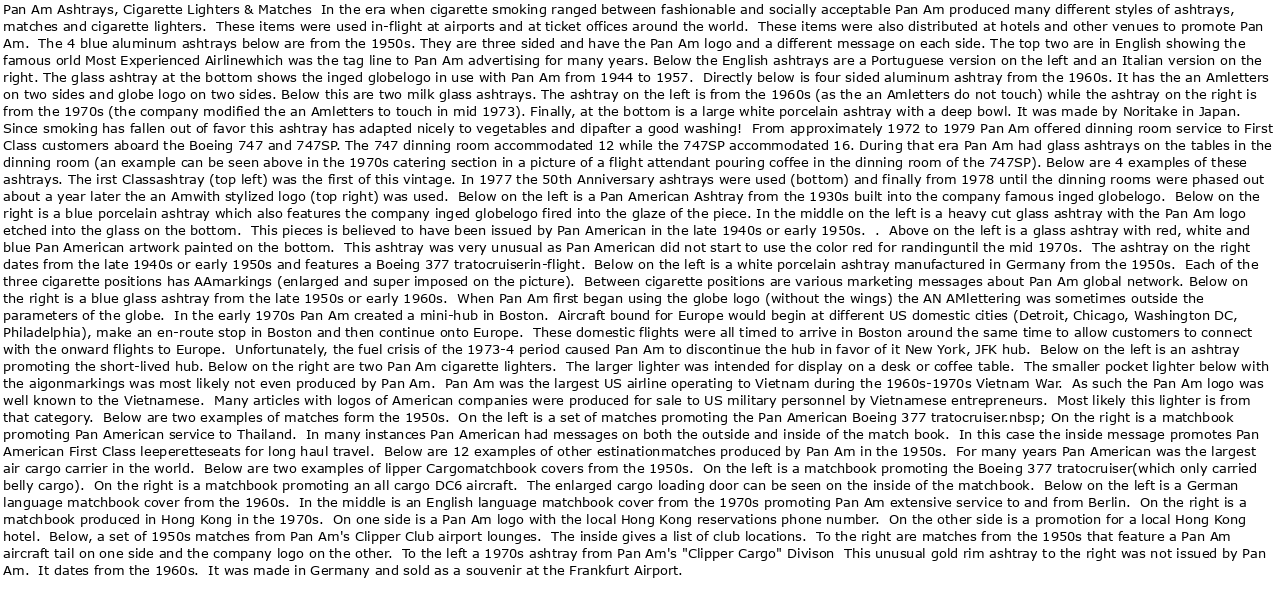 Pan Am Ashtrays, Cigarette Lighters & Matches  In the era when cigarette smoking ranged between fashionable and socially acceptable Pan Am produced many different styles of ashtrays,
matches and cigarette lighters.  These items were used in-flight at airports and at ticket offices around the world.  These items were also distributed at hotels and other venues to promote Pan
Am.  The 4 blue aluminum ashtrays below are from the 1950s. They are three sided and have the Pan Am logo and a different message on each side. The top two are in English showing the
famous orld Most Experienced Airlinewhich was the tag line to Pan Am advertising for many years. Below the English ashtrays are a Portuguese version on the left and an Italian version on the
right. The glass ashtray at the bottom shows the inged globelogo in use with Pan Am from 1944 to 1957.  Directly below is four sided aluminum ashtray from the 1960s. It has the an Amletters
on two sides and globe logo on two sides. Below this are two milk glass ashtrays. The ashtray on the left is from the 1960s (as the an Amletters do not touch) while the ashtray on the right is
from the 1970s (the company modified the an Amletters to touch in mid 1973). Finally, at the bottom is a large white porcelain ashtray with a deep bowl. It was made by Noritake in Japan.
Since smoking has fallen out of favor this ashtray has adapted nicely to vegetables and dipafter a good washing!  From approximately 1972 to 1979 Pan Am offered dinning room service to First
Class customers aboard the Boeing 747 and 747SP. The 747 dinning room accommodated 12 while the 747SP accommodated 16. During that era Pan Am had glass ashtrays on the tables in the
dinning room (an example can be seen above in the 1970s catering section in a picture of a flight attendant pouring coffee in the dinning room of the 747SP). Below are 4 examples of these
ashtrays. The irst Classashtray (top left) was the first of this vintage. In 1977 the 50th Anniversary ashtrays were used (bottom) and finally from 1978 until the dinning rooms were phased out
about a year later the an Amwith stylized logo (top right) was used.  Below on the left is a Pan American Ashtray from the 1930s built into the company famous inged globelogo.  Below on the
right is a blue porcelain ashtray which also features the company inged globelogo fired into the glaze of the piece. In the middle on the left is a heavy cut glass ashtray with the Pan Am logo
etched into the glass on the bottom.  This pieces is believed to have been issued by Pan American in the late 1940s or early 1950s.  .  Above on the left is a glass ashtray with red, white and
blue Pan American artwork painted on the bottom.  This ashtray was very unusual as Pan American did not start to use the color red for randinguntil the mid 1970s.  The ashtray on the right
dates from the late 1940s or early 1950s and features a Boeing 377 tratocruiserin-flight.  Below on the left is a white porcelain ashtray manufactured in Germany from the 1950s.  Each of the
three cigarette positions has AAmarkings (enlarged and super imposed on the picture).  Between cigarette positions are various marketing messages about Pan Am global network. Below on
the right is a blue glass ashtray from the late 1950s or early 1960s.  When Pan Am first began using the globe logo (without the wings) the AN AMlettering was sometimes outside the
parameters of the globe.  In the early 1970s Pan Am created a mini-hub in Boston.  Aircraft bound for Europe would begin at different US domestic cities (Detroit, Chicago, Washington DC,
Philadelphia), make an en-route stop in Boston and then continue onto Europe.  These domestic flights were all timed to arrive in Boston around the same time to allow customers to connect
with the onward flights to Europe.  Unfortunately, the fuel crisis of the 1973-4 period caused Pan Am to discontinue the hub in favor of it New York, JFK hub.  Below on the left is an ashtray
promoting the short-lived hub. Below on the right are two Pan Am cigarette lighters.  The larger lighter was intended for display on a desk or coffee table.  The smaller pocket lighter below with
the aigonmarkings was most likely not even produced by Pan Am.  Pan Am was the largest US airline operating to Vietnam during the 1960s-1970s Vietnam War.  As such the Pan Am logo was
well known to the Vietnamese.  Many articles with logos of American companies were produced for sale to US military personnel by Vietnamese entrepreneurs.  Most likely this lighter is from
that category.  Below are two examples of matches form the 1950s.  On the left is a set of matches promoting the Pan American Boeing 377 tratocruiser.nbsp; On the right is a matchbook
promoting Pan American service to Thailand.  In many instances Pan American had messages on both the outside and inside of the match book.  In this case the inside message promotes Pan
American First Class leeperetteseats for long haul travel.  Below are 12 examples of other estinationmatches produced by Pan Am in the 1950s.  For many years Pan American was the largest
air cargo carrier in the world.  Below are two examples of lipper Cargomatchbook covers from the 1950s.  On the left is a matchbook promoting the Boeing 377 tratocruiser(which only carried
belly cargo).  On the right is a matchbook promoting an all cargo DC6 aircraft.  The enlarged cargo loading door can be seen on the inside of the matchbook.  Below on the left is a German
language matchbook cover from the 1960s.  In the middle is an English language matchbook cover from the 1970s promoting Pan Am extensive service to and from Berlin.  On the right is a
matchbook produced in Hong Kong in the 1970s.  On one side is a Pan Am logo with the local Hong Kong reservations phone number.  On the other side is a promotion for a local Hong Kong
hotel.  Below, a set of 1950s matches from Pan Am's Clipper Club airport lounges.  The inside gives a list of club locations.  To the right are matches from the 1950s that feature a Pan Am
aircraft tail on one side and the company logo on the other.  To the left a 1970s ashtray from Pan Am's "Clipper Cargo" Divison  This unusual gold rim ashtray to the right was not issued by Pan
Am.  It dates from the 1960s.  It was made in Germany and sold as a souvenir at the Frankfurt Airport.